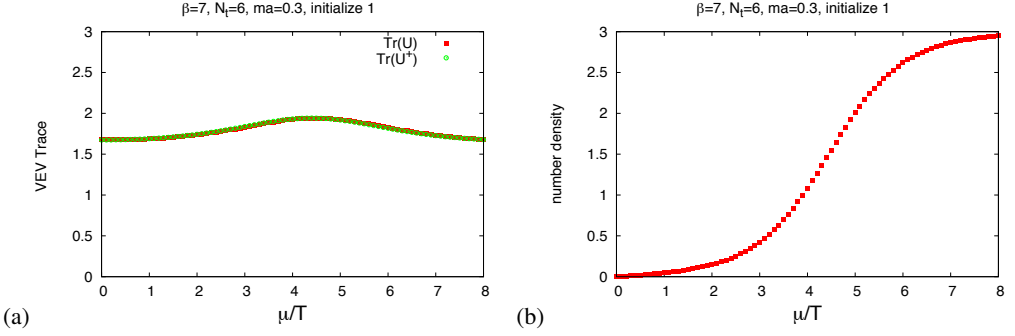 β=7, N_t=6, ma=0.3, initialize 1
Tr(U)
Tr(U⁺)
VEV Trace
3
2.5
2
1.5
1
0.5
0
0 1 2 3 4 5 6 7 8
μ/T
(a)
β=7, N_t=6, ma=0.3, initialize 1
number density
3
2.5
2
1.5
1
0.5
0
0 1 2 3 4 5 6 7 8
μ/T
(b)